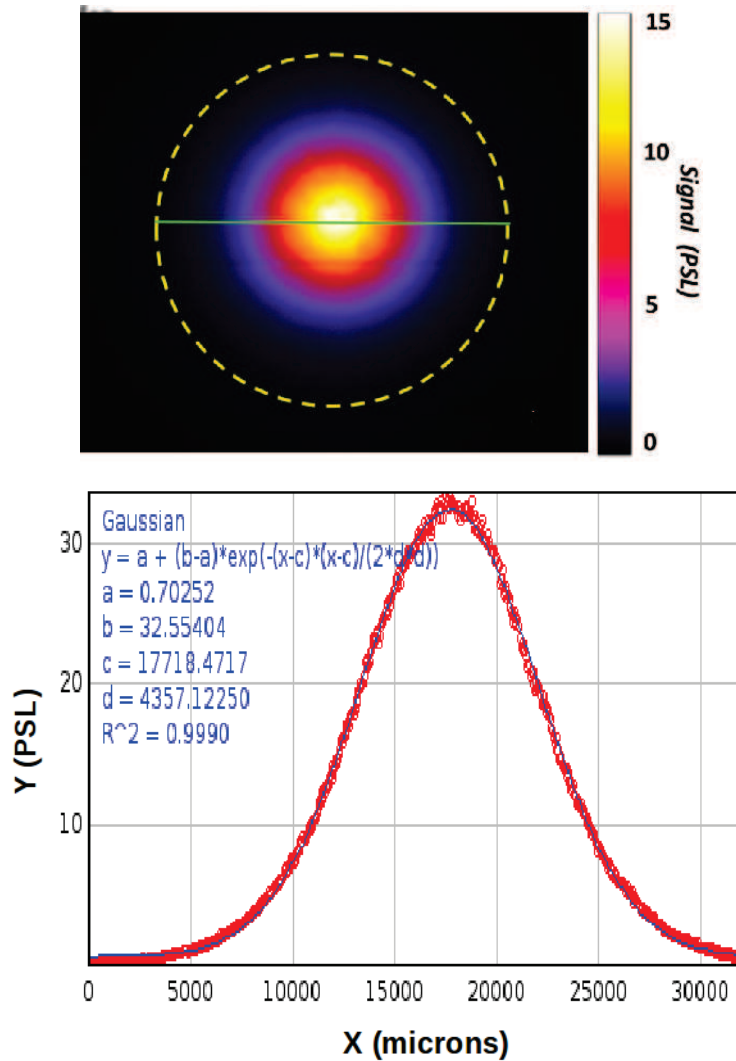 15
10
5
0
Signal (PSL)
Gaussian
y = a + (b-a)*exp(-(x-c)*(x-c)/(2*d*d))
a = 0.70252
b = 32.55404
c = 17718.4717
d = 4357.12250
R^2 = 0.9990
30
20
10
Y (PSL)
0 5000 10000 15000 20000 25000 30000
X (microns)